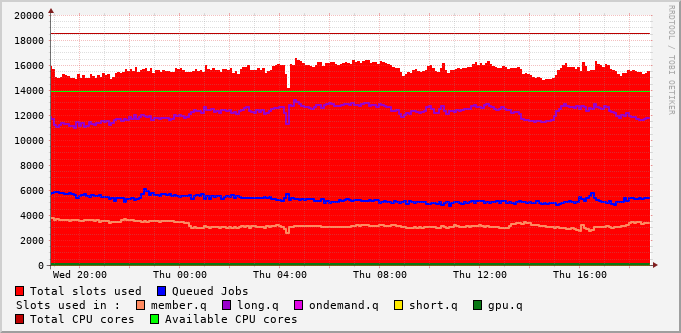 20000
18000
16000
14000
12000
10000
8000
6000
4000
2000
0
Wed 20:00 Thu 00:00 Thu 04:00 Thu 08:00 Thu 12:00 Thu 16:00
RRDTOOL / TOBI OETIKER
Total slots used Queued Jobs
Slots used in : member.q long.q ondemand.q short.q gpu.q
Total CPU cores Available CPU cores